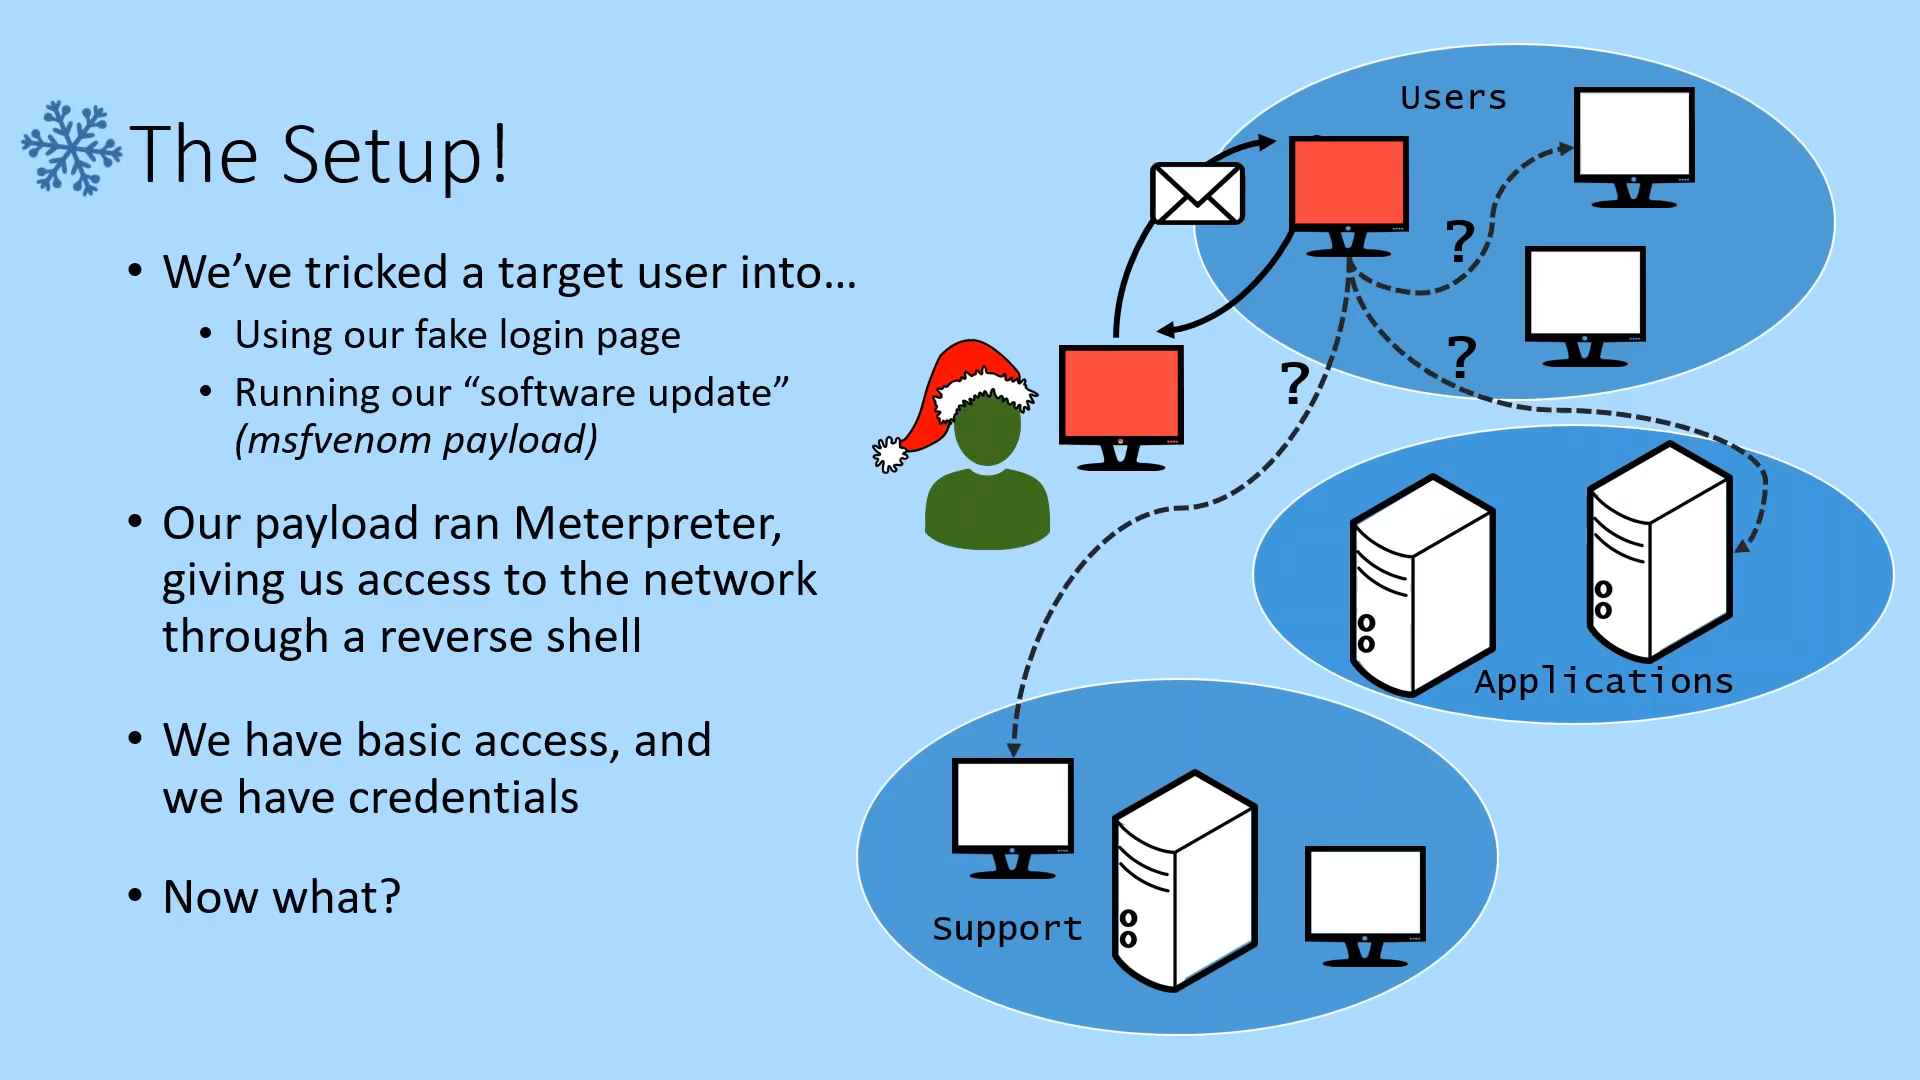 The Setup!
• We’ve tricked a target user into…
• Using our fake login page
• Running our “software update”
(msfvenom payload)
• Our payload ran Meterpreter,
giving us access to the network
through a reverse shell
• We have basic access, and
we have credentials
• Now what?
Users
?
?
?
Applications
Support